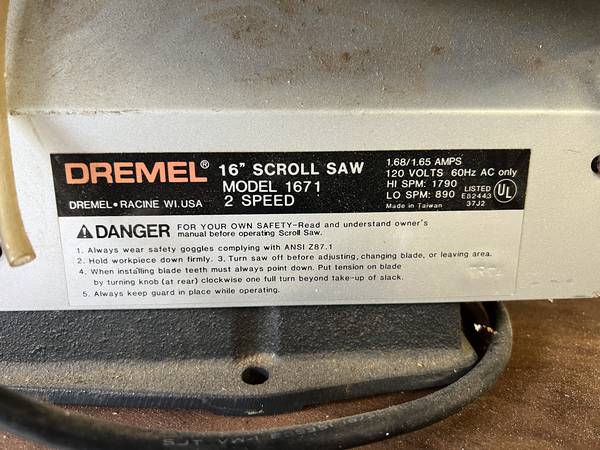 DREMEL® 16" SCROLL SAW
MODEL 1671
DREMEL • RACINE WI. USA 2 SPEED
1.68/1.65 AMPS
120 VOLTS 60Hz AC only
HI SPM: 1790
LO SPM: 890
Made in Taiwan
LISTED
E82443
37J2
UL
DANGER FOR YOUR OWN SAFETY-Read and understand owner's
manual before operating Scroll Saw.
1. Always wear safety goggles complying with ANSI Z87.1
2. Hold workpiece down firmly. 3. Turn saw off before adjusting, changing blade, or leaving area.
4. When installing blade teeth must always point down. Put tension on blade
by turning knob (at rear) clockwise one full turn beyond take-up of slack.
5. Always keep guard in place while operating.